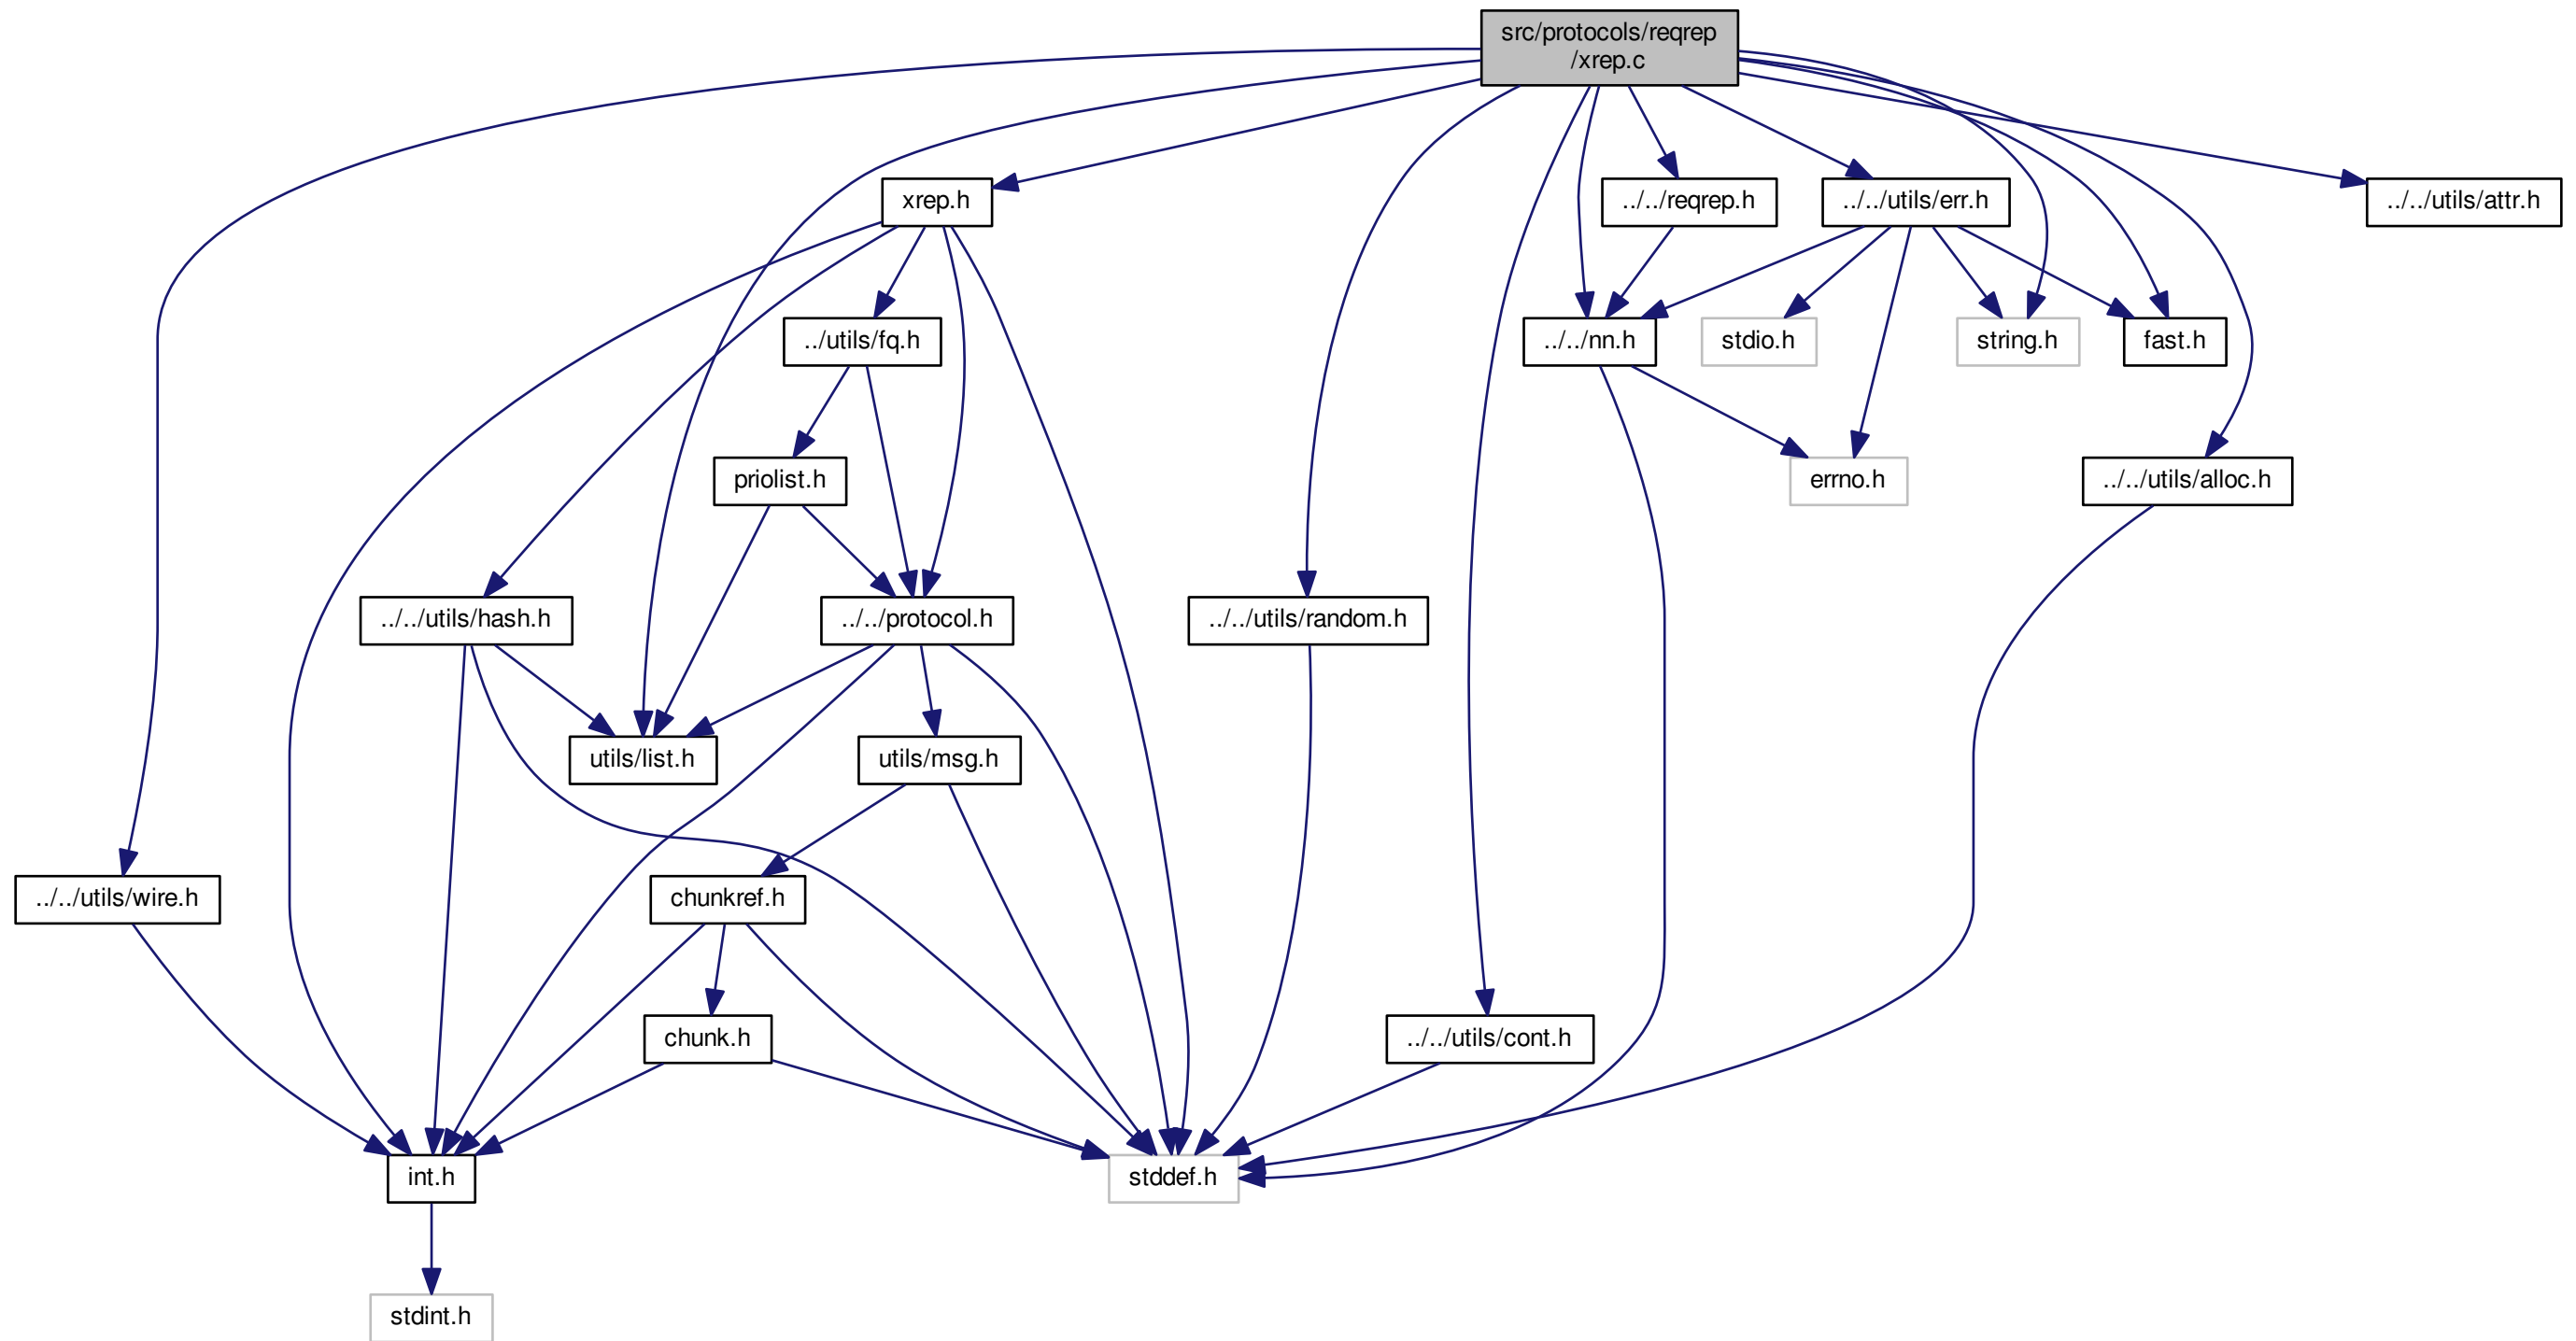 src/protocols/reqrep
/xrep.c
xrep.h
../../reqrep.h
../../utils/err.h
../../utils/attr.h
../utils/fq.h
../../nn.h
stdio.h
string.h
fast.h
priolist.h
errno.h
../../utils/alloc.h
../../utils/hash.h
../../protocol.h
../../utils/random.h
utils/list.h
utils/msg.h
../../utils/wire.h
chunkref.h
chunk.h
../../utils/cont.h
int.h
stddef.h
stdint.h